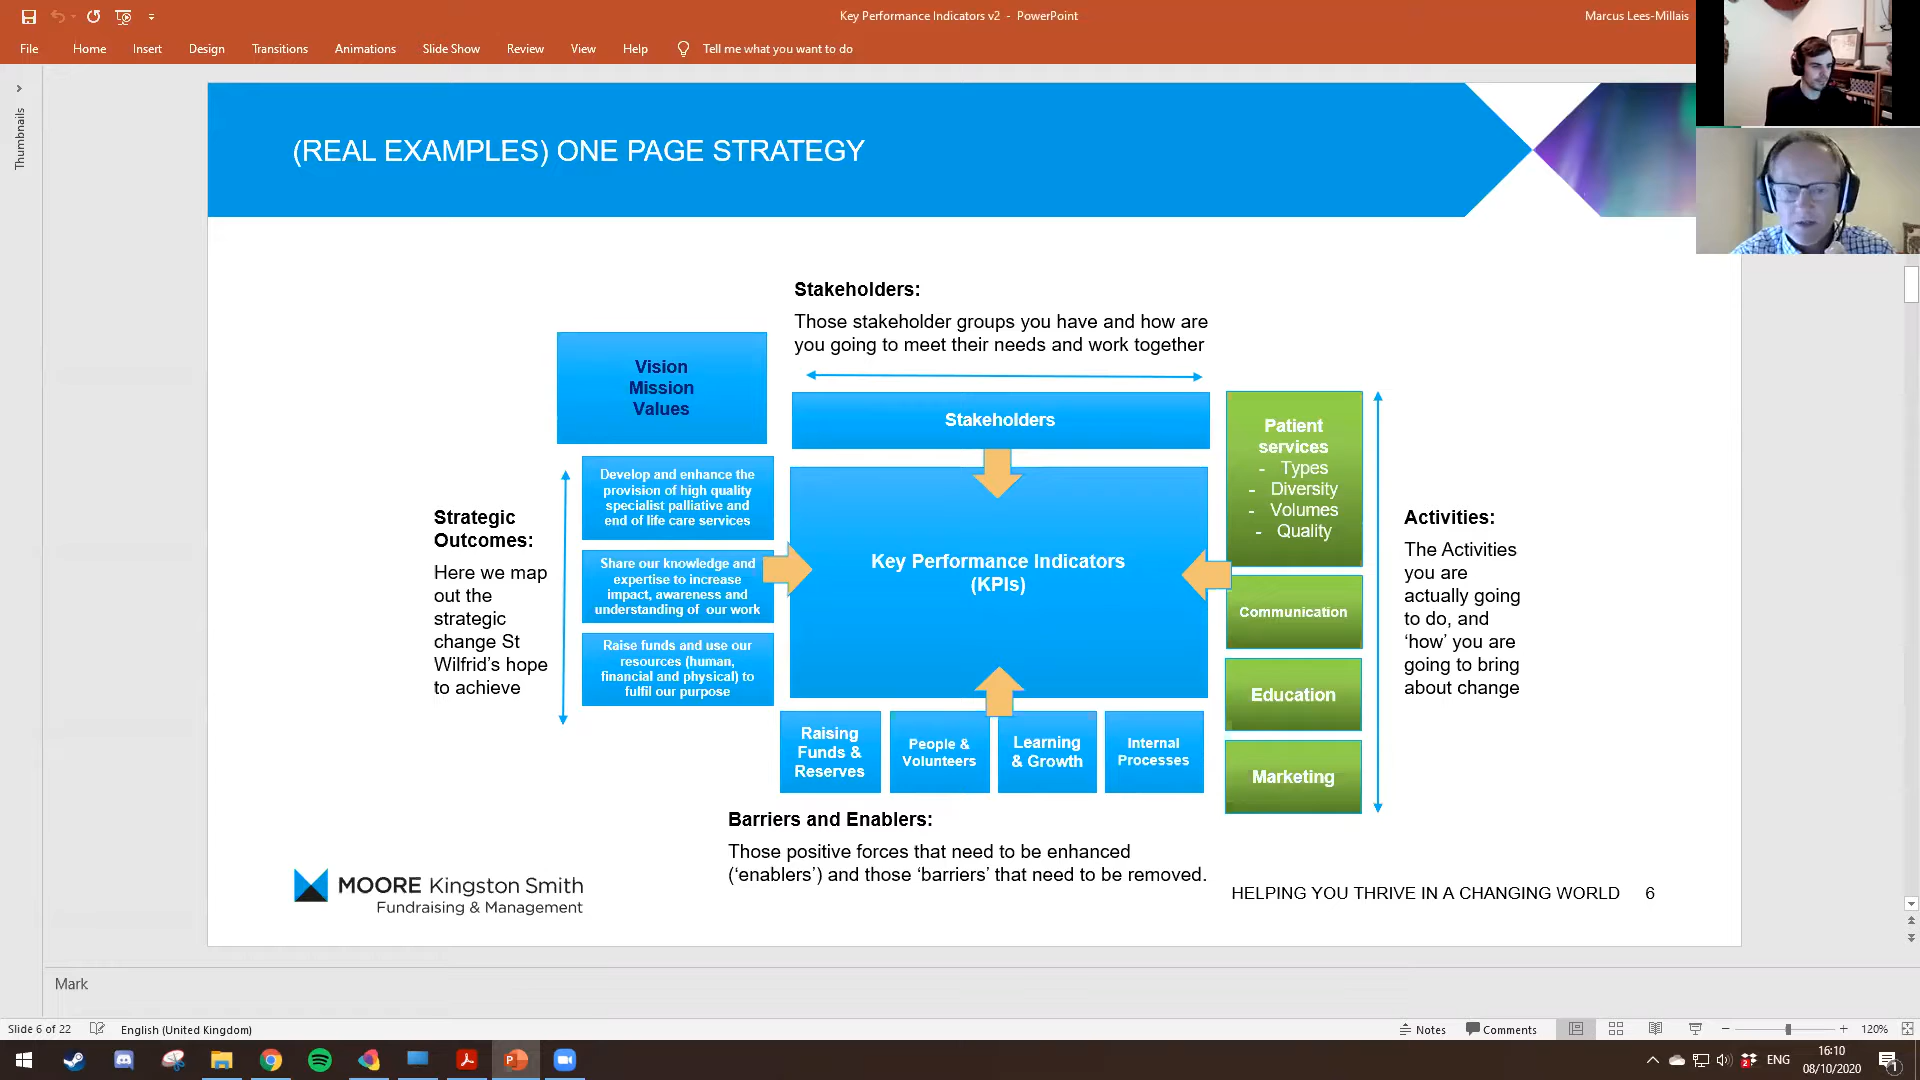 Key Performance Indicators v2 - PowerPoint
Marcus Lees-Millais
File Home Insert Design Transitions Animations Slide Show Review View Help Tell me what you want to do
Thumbnails
(REAL EXAMPLES) ONE PAGE STRATEGY
Stakeholders:
Those stakeholder groups you have and how are
you going to meet their needs and work together
Vision
Mission
Values
Stakeholders
Strategic
Outcomes:
Here we map
out the
strategic
change St
Wilfrid's hope
to achieve
Develop and enhance the
provision of high quality
specialist palliative and
end of life care services
Share our knowledge and
expertise to increase
impact, awareness and
understanding of our work
Raise funds and use our
resources (human,
financial and physical) to
fulfil our purpose
Key Performance Indicators
(KPIs)
Patient
services
- Types
- Diversity
- Volumes
- Quality
Communication
Education
Marketing
Activities:
The Activities
you are
actually going
to do, and
‘how’ you are
going to bring
about change
Raising
Funds &
Reserves
People &
Volunteers
Learning
& Growth
Internal
Processes
Barriers and Enablers:
Those positive forces that need to be enhanced
(‘enablers’) and those ‘barriers’ that need to be removed.
MOORE Kingston Smith
Fundraising & Management
HELPING YOU THRIVE IN A CHANGING WORLD 6
Mark
Slide 6 of 22 English (United Kingdom) Notes Comments 120%
ENG 16:10
08/10/2020